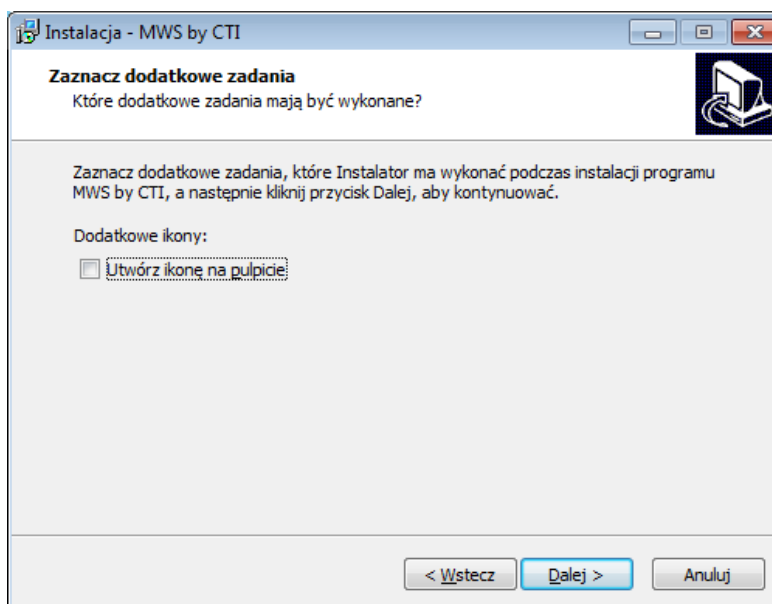 Instalacja - MWS by CTI
Zaznacz dodatkowe zadania
Które dodatkowe zadania mają być wykonane?
Zaznacz dodatkowe zadania, które Instalator ma wykonać podczas instalacji programu
MWS by CTI, a następnie kliknij przycisk Dalej, aby kontynuować.
Dodatkowe ikony:
Utwórz ikonę na pulpicie
< Wstecz
Dalej >
Anuluj